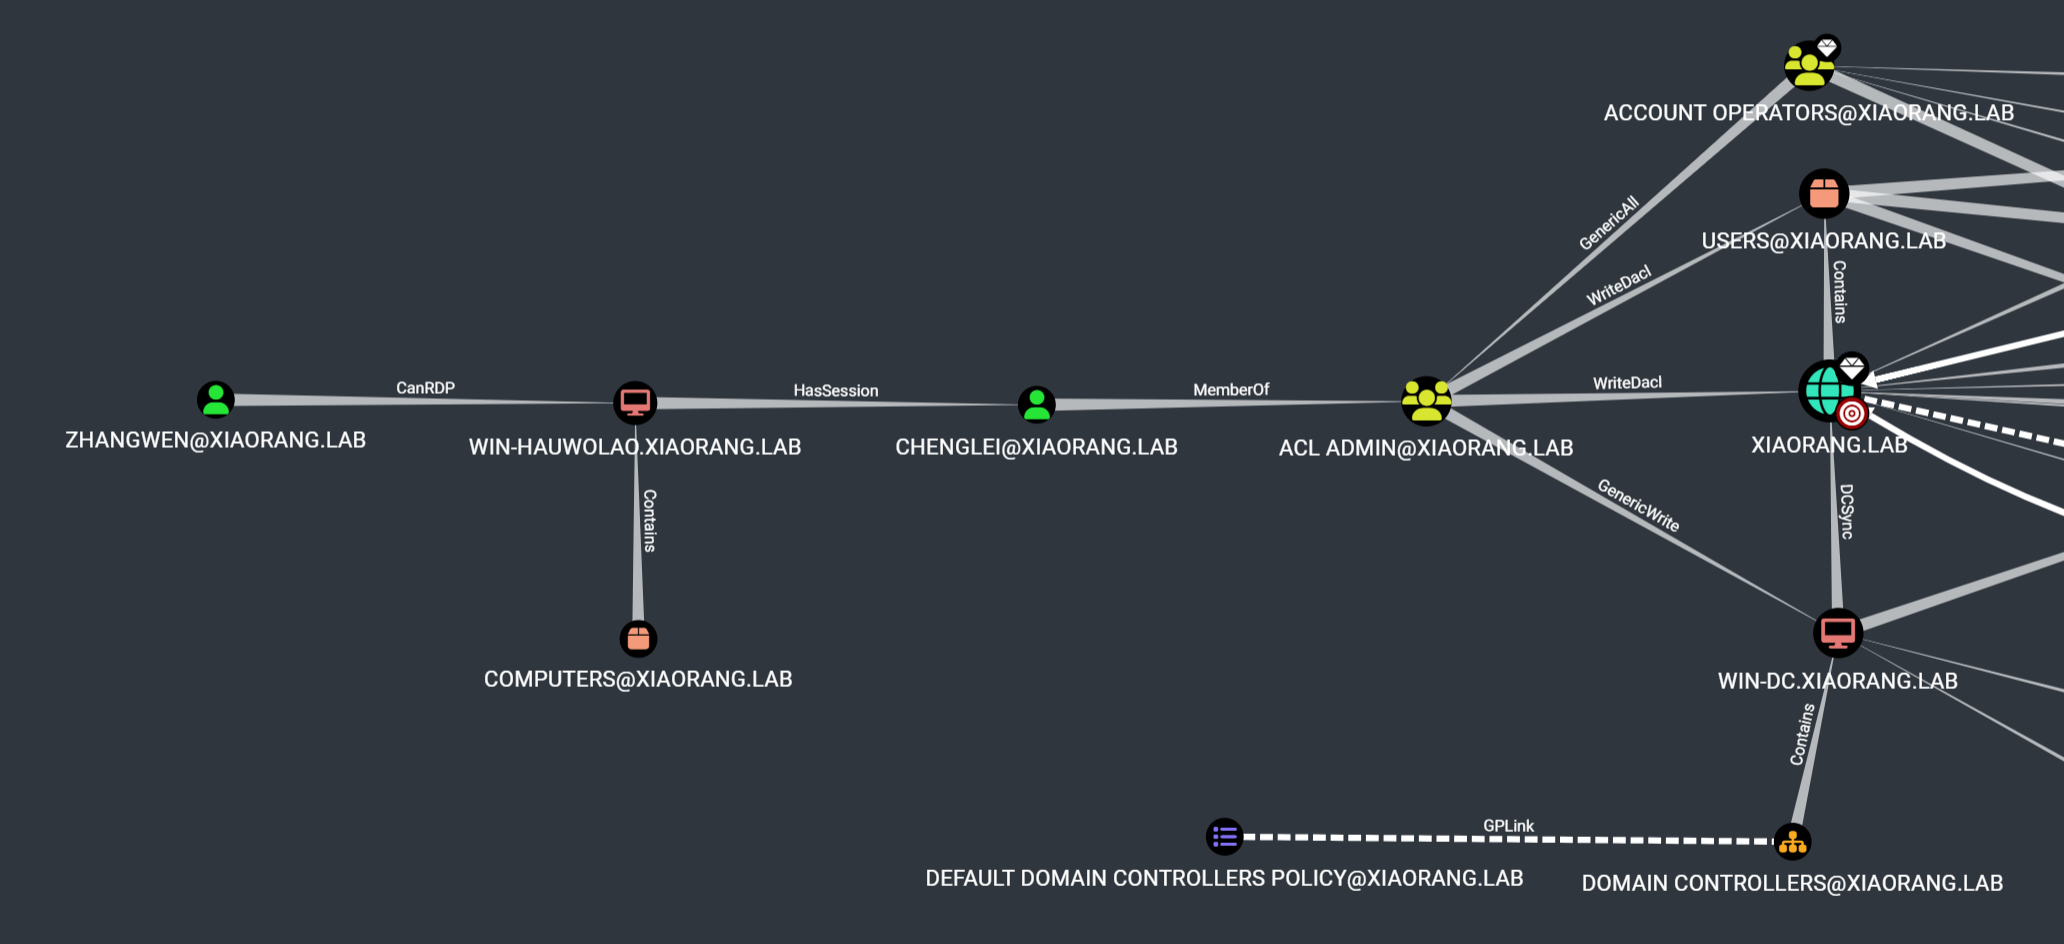 ACCOUNT OPERATORS@XIAORANG.LAB
GenericAll
USERS@XIAORANG.LAB
WriteDacl
Contains
CanRDP
HasSession
MemberOf
WriteDacl
ZHANGWEN@XIAORANG.LAB
WIN-HAUWOLAO.XIAORANG.LAB
CHENGLEI@XIAORANG.LAB
ACL ADMIN@XIAORANG.LAB
XIAORANG.LAB
Contains
GenericWrite
DCSync
COMPUTERS@XIAORANG.LAB
WIN-DC.XIAORANG.LAB
Contains
GPLink
DEFAULT DOMAIN CONTROLLERS POLICY@XIAORANG.LAB
DOMAIN CONTROLLERS@XIAORANG.LAB